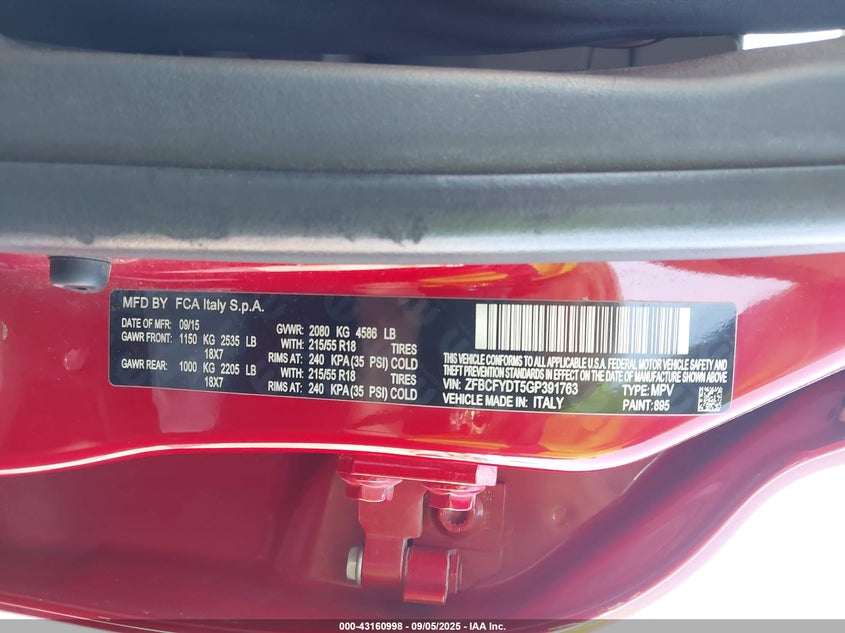 MFD BY FCA Italy S.p.A.
DATE OF MFR: 09/15 GVWR: 2080 KG 4586 LB
GAWR FRONT: 1150 KG 2535 LB WITH: 215/55 R18 TIRES
18X7 RIMS AT: 240 KPA (35 PSI) COLD
GAWR REAR: 1000 KG 2205 LB WITH: 215/55 R18 TIRES
18X7 RIMS AT: 240 KPA (35 PSI) COLD
THIS VEHICLE CONFORMS TO ALL APPLICABLE U.S.A. FEDERAL MOTOR VEHICLE SAFETY AND
THEFT PREVENTION STANDARDS IN EFFECT ON THE DATE OF MANUFACTURE SHOWN ABOVE.
VIN: ZFBCFYDT5GP391763 TYPE: MPV
VEHICLE MADE IN: ITALY PAINT: 895
000-43160998 - 09/05/2025 - IAA Inc.